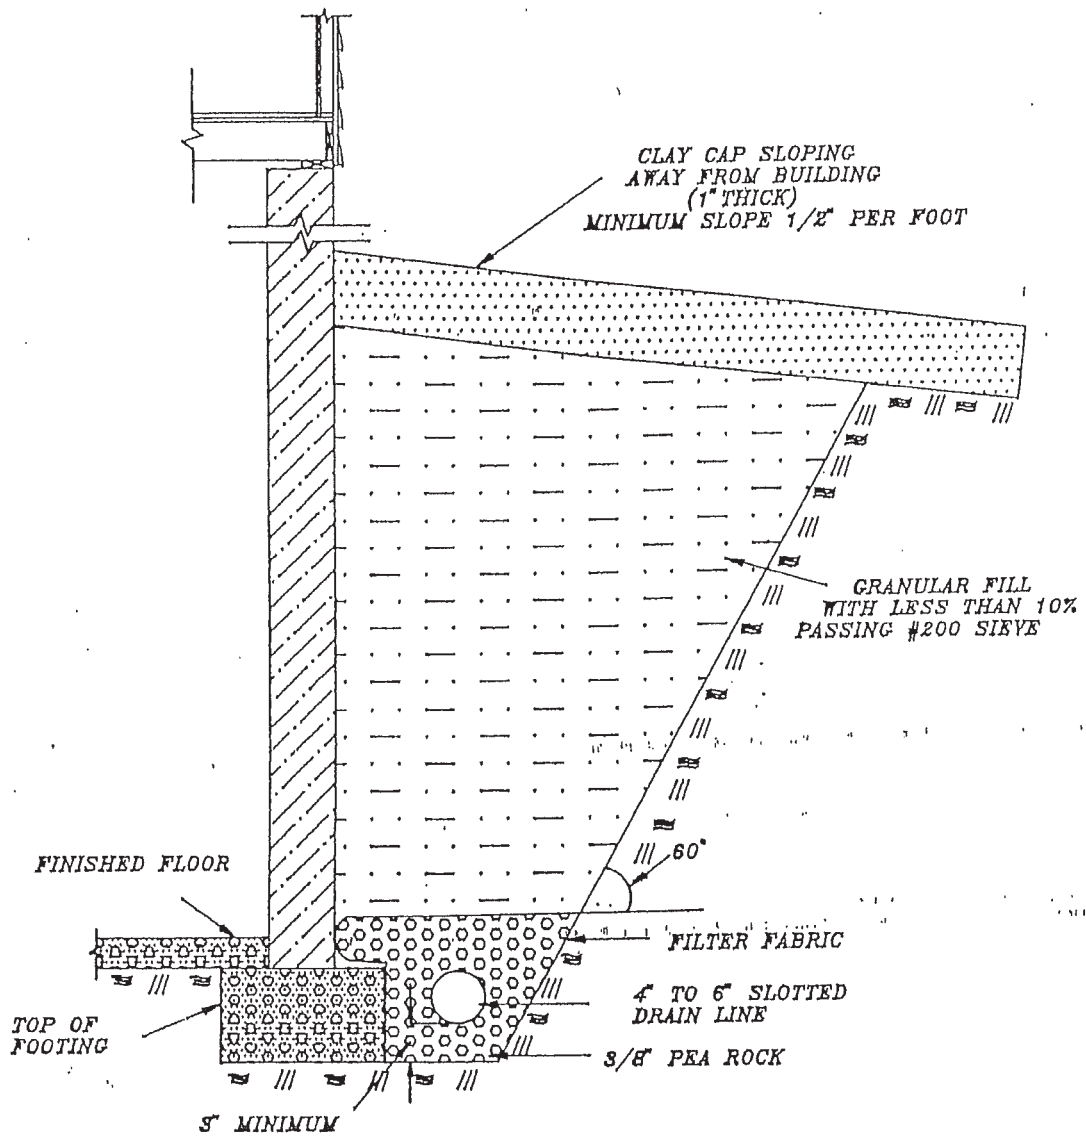 CLAY CAP SLOPING
AWAY FROM BUILDING
(1" THICK)
MINIMUM SLOPE 1/2" PER FOOT
GRANULAR FILL
WITH LESS THAN 10%
PASSING #200 SIEVE
60°
FINISHED FLOOR
FILTER FABRIC
4" TO 6" SLOTTED
DRAIN LINE
TOP OF
FOOTING
3/8" PEA ROCK
3" MINIMUM